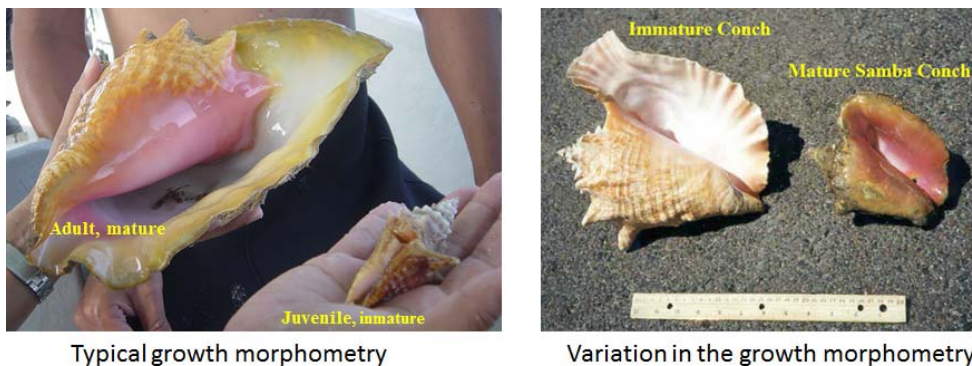 Adult, mature
Juvenile, inmature
Typical growth morphometry
Immature Conch
Mature Samba Conch
Variation in the growth morphometry